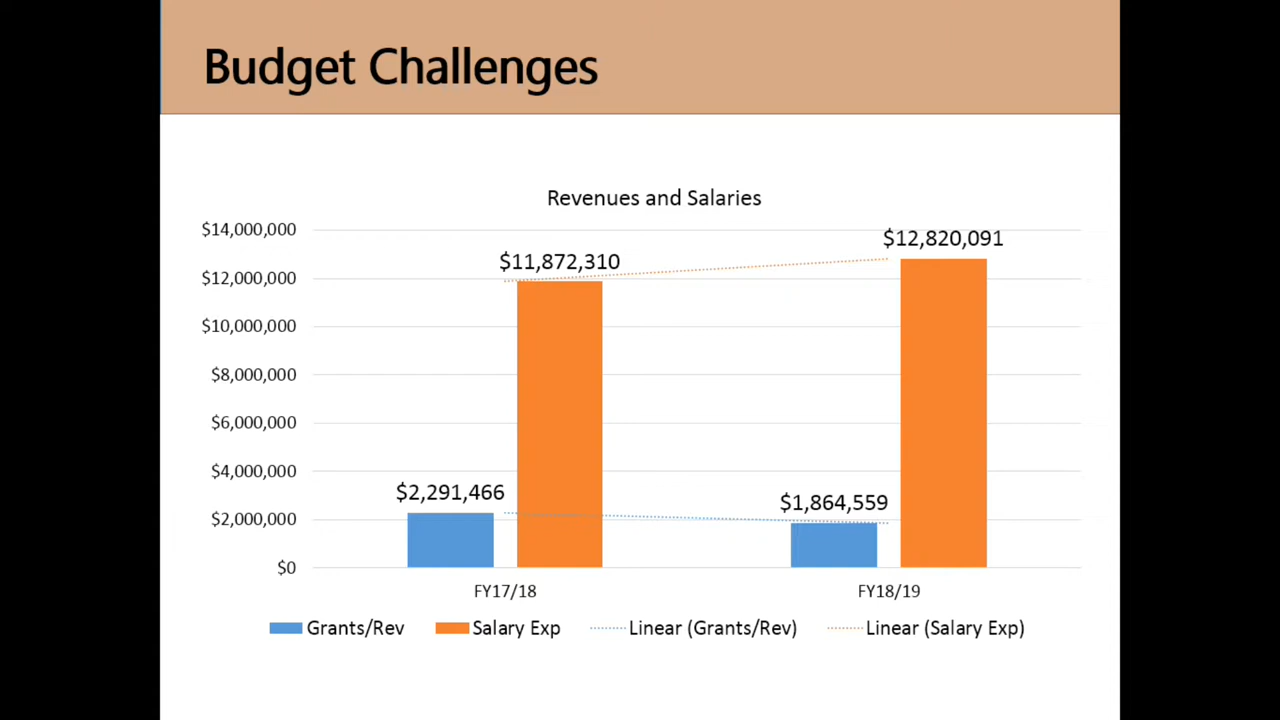 Budget Challenges
Revenues and Salaries
$14,000,000
$12,000,000
$10,000,000
$8,000,000
$6,000,000
$4,000,000
$2,000,000
$0
$2,291,466
$11,872,310
$1,864,559
$12,820,091
FY17/18
FY18/19
Grants/Rev
Salary Exp
Linear (Grants/Rev)
Linear (Salary Exp)